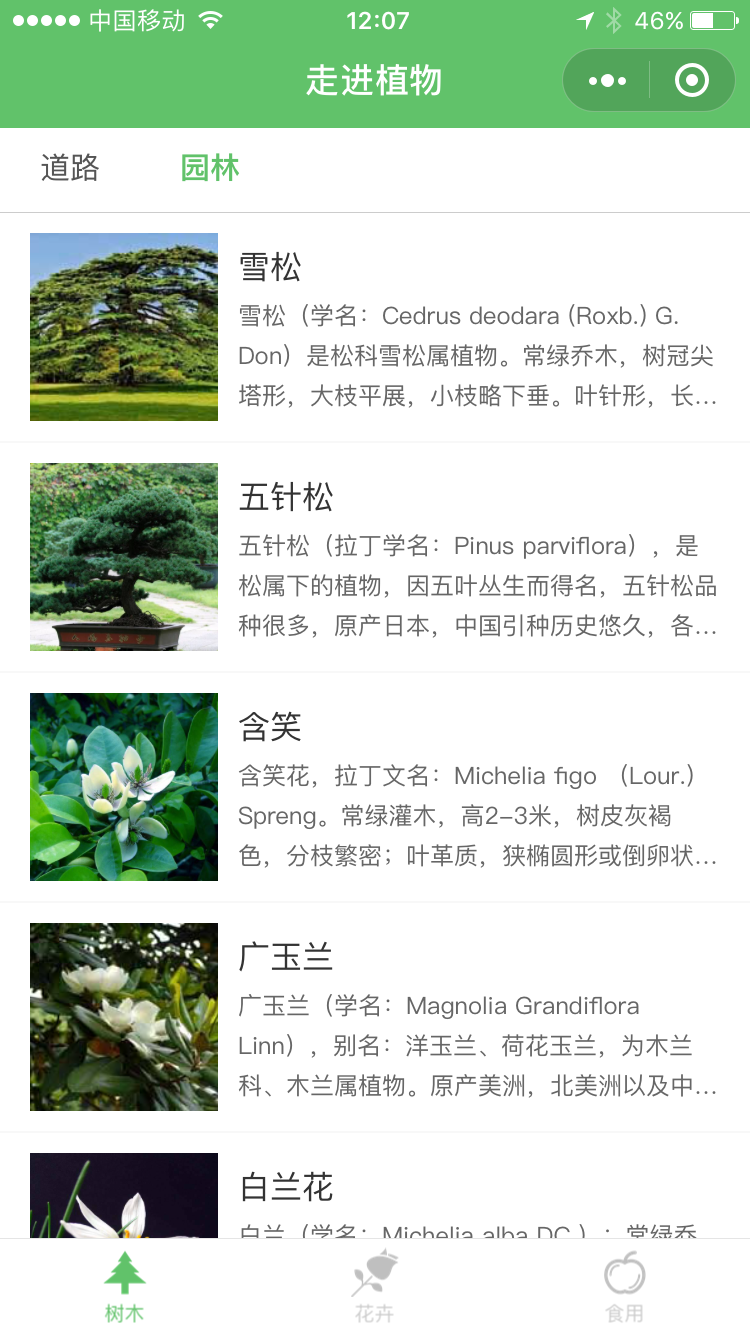 中国移动
12:07
46%
走进植物
道路
园林
雪松
雪松（学名：Cedrus deodara (Roxb.) G.
Don）是松科雪松属植物。常绿乔木，树冠尖
塔形，大枝平展，小枝略下垂。叶针形，长…
五针松
五针松（拉丁学名：Pinus parviflora），是
松属下的植物，因五叶丛生而得名，五针松品
种很多，原产日本，中国引种历史悠久，各…
含笑
含笑花，拉丁文名：Michelia figo （Lour.）
Spreng。常绿灌木，高2-3米，树皮灰褐
色，分枝繁密；叶革质，狭椭圆形或倒卵状…
广玉兰
广玉兰（学名：Magnolia Grandiflora
Linn），别名：洋玉兰、荷花玉兰，为木兰
科、木兰属植物。原产美洲，北美洲以及中…
白兰花
白兰（学名：Michelia alba DC.）：常绿乔
树木
花卉
食用